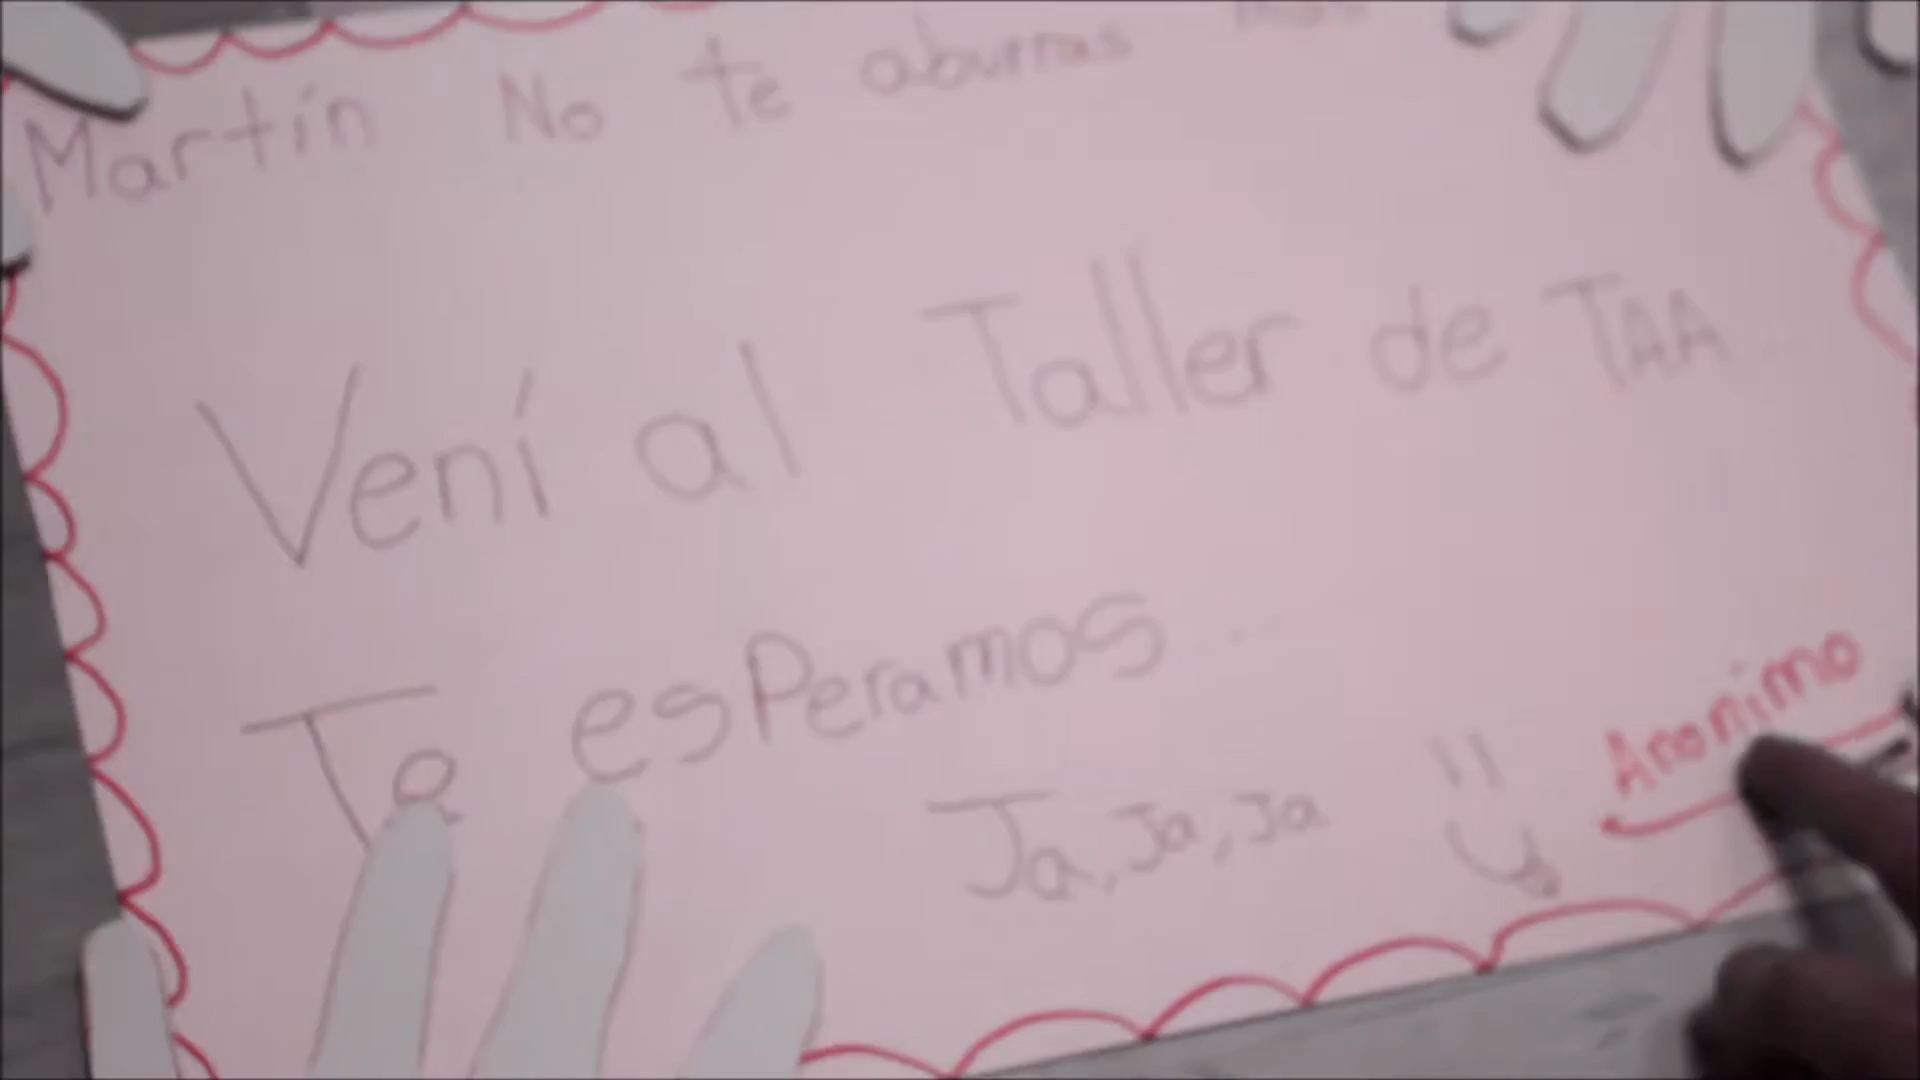 Martín No te aburras
Vení al Taller de TAA
Te esPeramos...
Ja, Ja, Ja
Anonimo